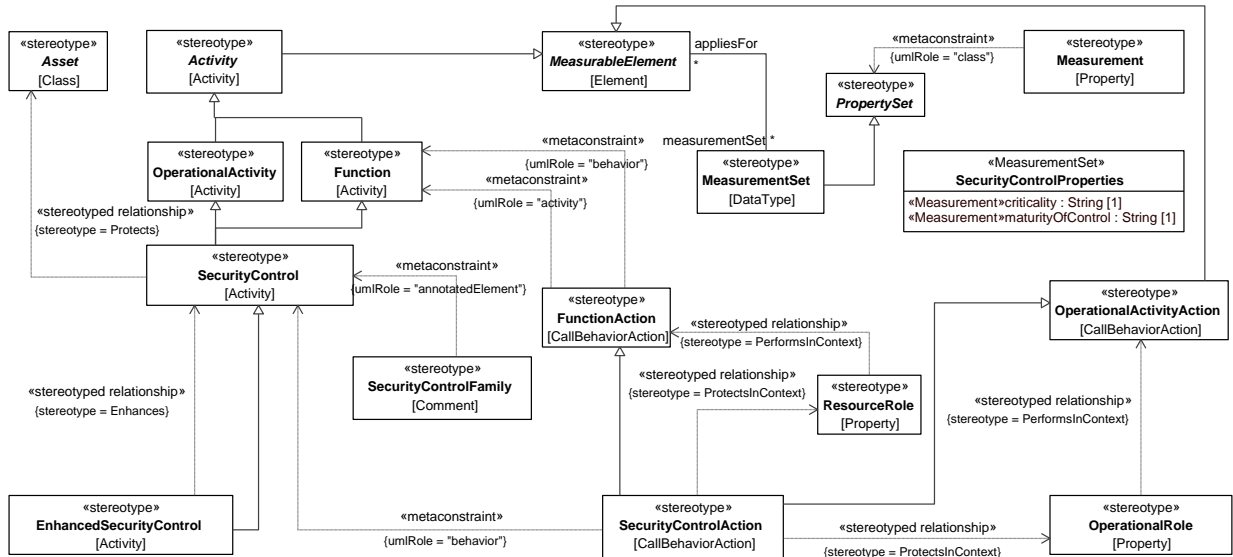 «stereotype»
Asset
[Class]
«stereotype»
Activity
[Activity]
«stereotype»
MeasurableElement
[Element]
appliesFor
*
«metaconstraint»
{umlRole = "class"}
«stereotype»
Measurement
[Property]
«stereotype»
PropertySet
«stereotype»
OperationalActivity
[Activity]
«stereotype»
Function
[Activity]
«metaconstraint»
{umlRole = "behavior"}
«metaconstraint»
{umlRole = "activity"}
measurementSet *
«stereotype»
MeasurementSet
[DataType]
«MeasurementSet»
SecurityControlProperties
«Measurement»criticality : String [1]
«Measurement»maturityOfControl : String [1]
«stereotyped relationship»
{stereotype = Protects}
«stereotype»
SecurityControl
[Activity]
«metaconstraint»
{umlRole = "annotatedElement"}
«stereotype»
FunctionAction
[CallBehaviorAction]
«stereotype»
OperationalActivityAction
[CallBehaviorAction]
«stereotyped relationship»
{stereotype = PerformsInContext}
«stereotyped relationship»
{stereotype = Enhances}
«stereotype»
SecurityControlFamily
[Comment]
«stereotyped relationship»
{stereotype = ProtectsInContext}
«stereotype»
ResourceRole
[Property]
«stereotyped relationship»
{stereotype = PerformsInContext}
«stereotype»
EnhancedSecurityControl
[Activity]
«metaconstraint»
{umlRole = "behavior"}
«stereotype»
SecurityControlAction
[CallBehaviorAction]
«stereotyped relationship»
{stereotype = ProtectsInContext}
«stereotype»
OperationalRole
[Property]